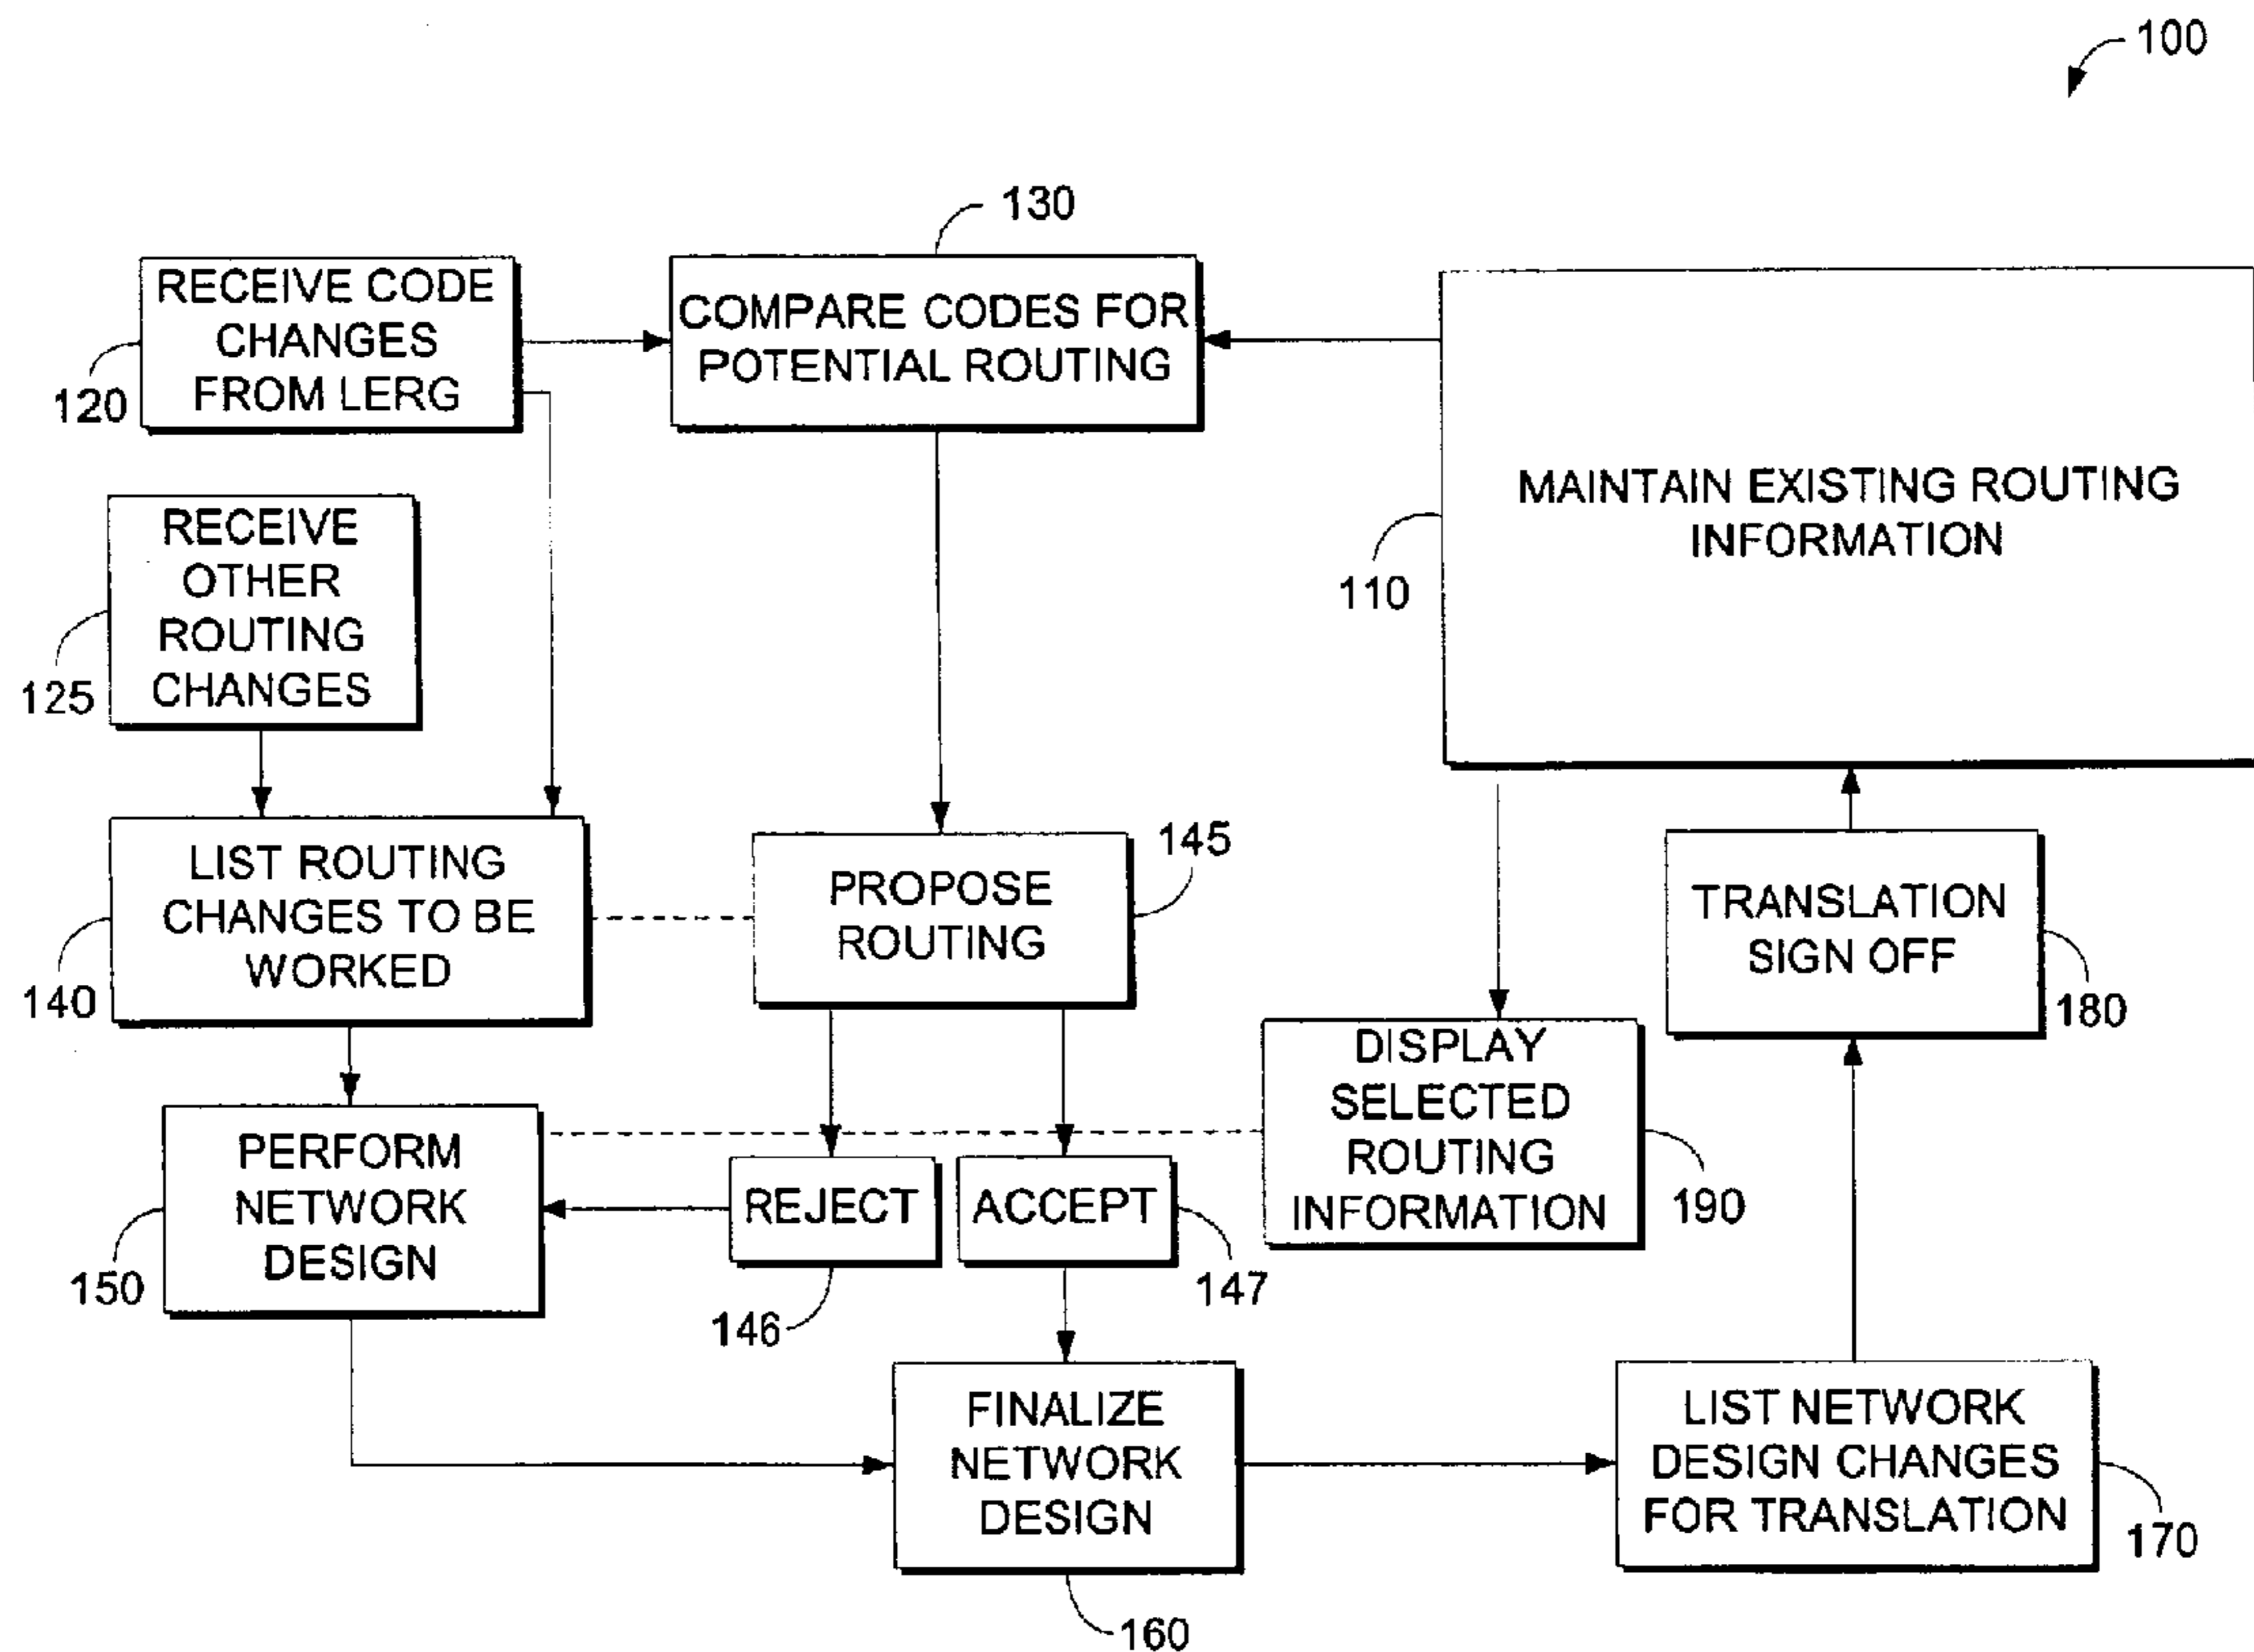 100
130
RECEIVE CODE
CHANGES
FROM LERG
120
COMPARE CODES FOR
POTENTIAL ROUTING
MAINTAIN EXISTING ROUTING
INFORMATION
110
RECEIVE
OTHER
ROUTING
CHANGES
125
LIST ROUTING
CHANGES TO BE
WORKED
140
PROPOSE
ROUTING
145
TRANSLATION
SIGN OFF
180
DISPLAY
SELECTED
ROUTING
INFORMATION
190
PERFORM
NETWORK
DESIGN
150
REJECT
146
ACCEPT
147
FINALIZE
NETWORK
DESIGN
160
LIST NETWORK
DESIGN CHANGES
FOR TRANSLATION
170